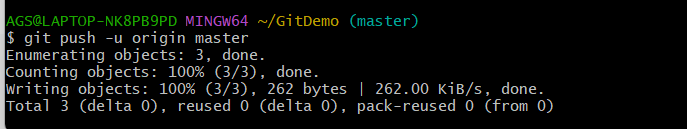 AGS@LAPTOP-NK8PB9PD MINGW64 ~/GitDemo (master)
$ git push -u origin master
Enumerating objects: 3, done.
Counting objects: 100% (3/3), done.
Writing objects: 100% (3/3), 262 bytes | 262.00 KiB/s, done.
Total 3 (delta 0), reused 0 (delta 0), pack-reused 0 (from 0)